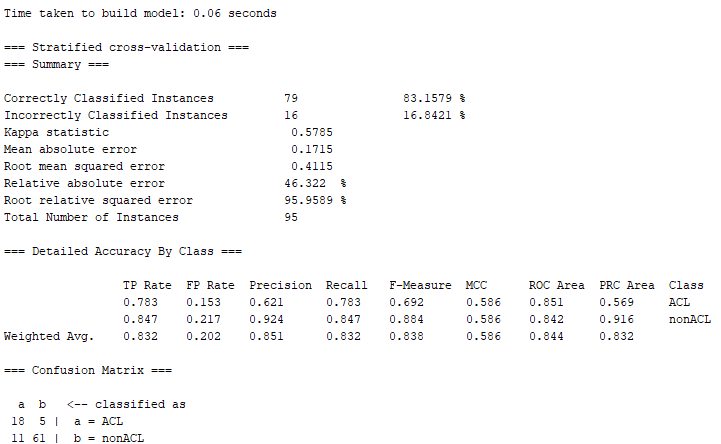 Time taken to build model: 0.06 seconds
=== Stratified cross-validation ===
=== Summary ===
Correctly Classified Instances 79 83.1579 %
Incorrectly Classified Instances 16 16.8421 %
Kappa statistic 0.5785
Mean absolute error 0.1715
Root mean squared error 0.4115
Relative absolute error 46.322 %
Root relative squared error 95.9589 %
Total Number of Instances 95
=== Detailed Accuracy By Class ===
TP Rate FP Rate Precision Recall F-Measure MCC ROC Area PRC Area Class
0.783 0.153 0.621 0.783 0.692 0.586 0.851 0.569 ACL
0.847 0.217 0.924 0.847 0.884 0.586 0.842 0.916 nonACL
Weighted Avg. 0.832 0.202 0.851 0.832 0.838 0.586 0.844 0.832
=== Confusion Matrix ===
a b <-- classified as
18 5 | a = ACL
11 61 | b = nonACL